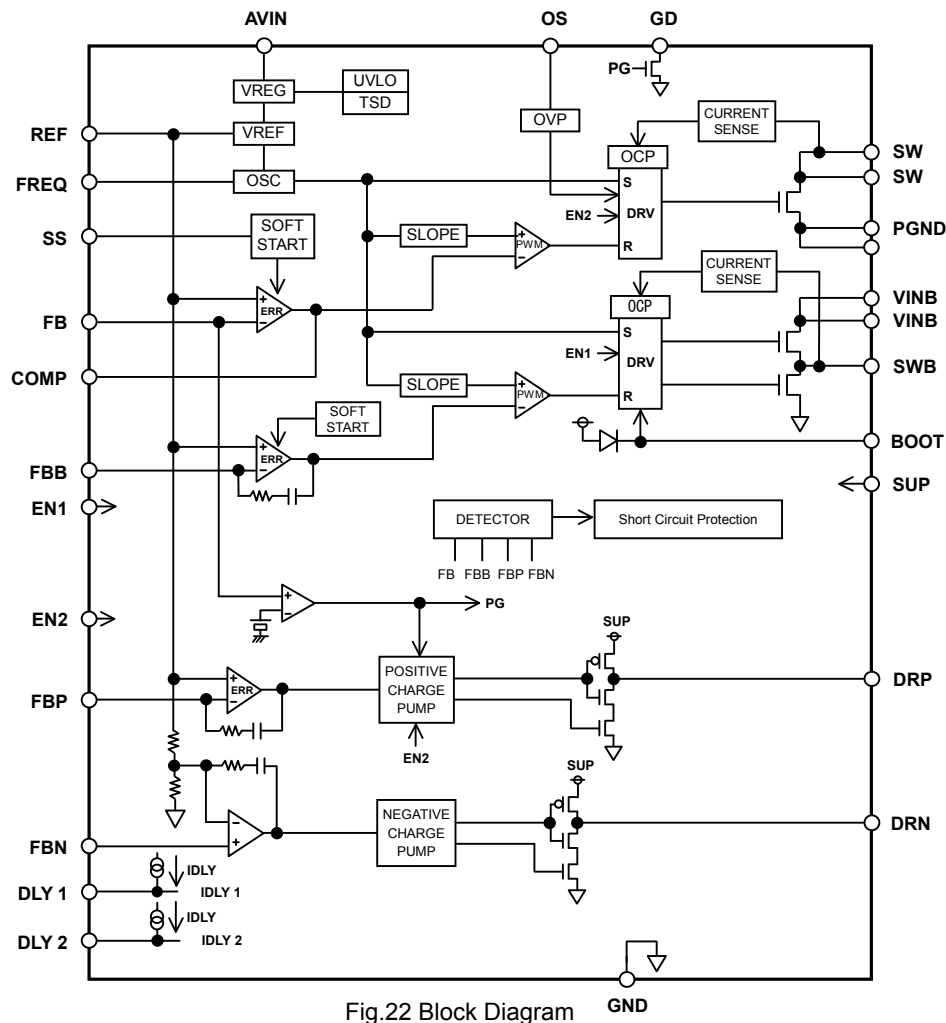 AVIN
OS
GD
PG
VREG
UVLO
TSD
OVP
CURRENT
SENSE
REF
VREF
OCP
SW
FREQ
OSC
S
SW
SS
SOFT
START
EN2
DRV
SLOPE
+
PWM
−
R
PGND
CURRENT
SENSE
+
ERR
−
FB
OCP
VINB
VINB
S
EN1
DRV
COMP
SWB
SLOPE
+
PWM
−
R
SOFT
START
+
ERR
−
FBB
BOOT
EN1
SUP
DETECTOR
Short Circuit Protection
FB FBB FBP FBN
+
−
PG
EN2
SUP
+
ERR
−
FBP
POSITIVE
CHARGE
PUMP
DRP
EN2
SUP
−
+
NEGATIVE
CHARGE
PUMP
DRN
FBN
IDLY
DLY 1
IDLY 1
IDLY
DLY 2
IDLY 2
GND
Fig.22 Block Diagram